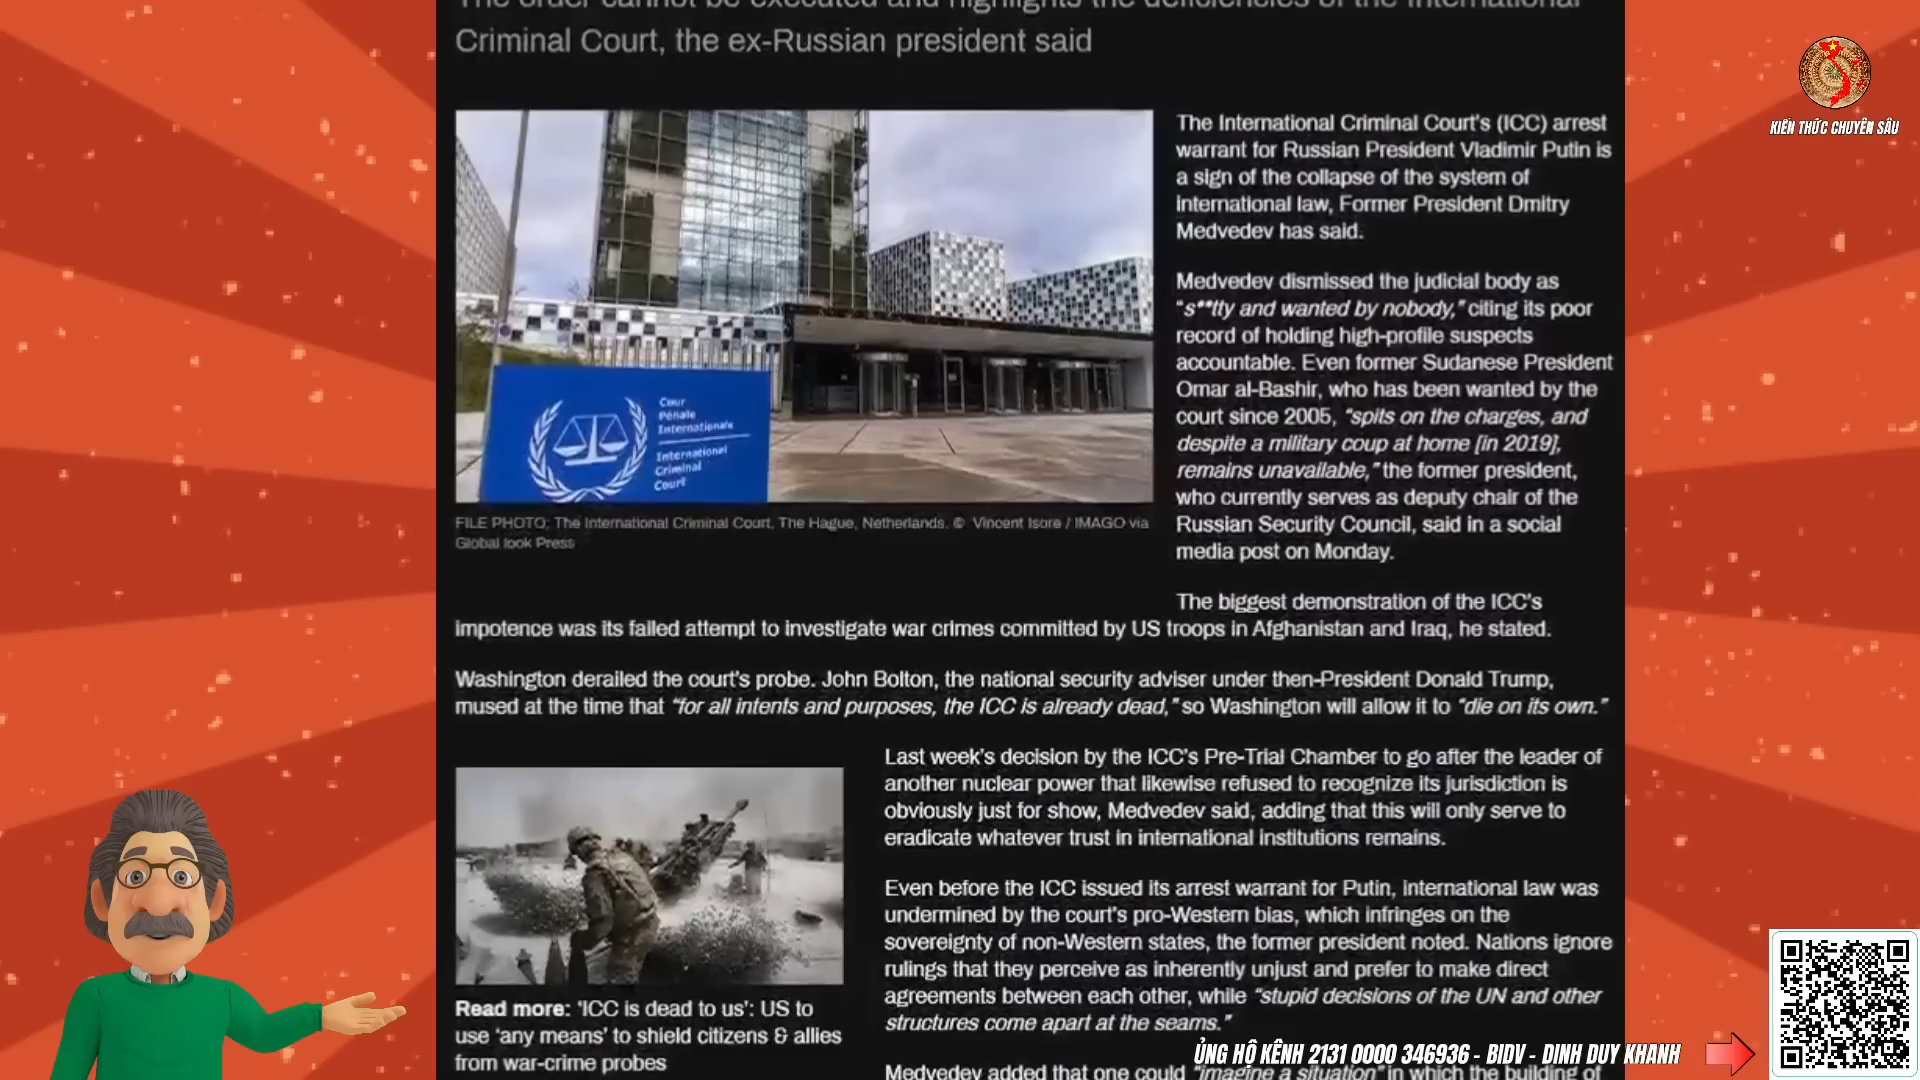 The order cannot be executed and highlights the deficiencies of the International
Criminal Court, the ex-Russian president said
KIẾN THỨC CHUYÊN SÂU
Cour
Pénale
Internationale
International
Criminal
Court
FILE PHOTO: The International Criminal Court, The Hague, Netherlands. © Vincent Isore / IMAGO via
Global look Press
The International Criminal Court's (ICC) arrest
warrant for Russian President Vladimir Putin is
a sign of the collapse of the system of
international law, Former President Dmitry
Medvedev has said.
Medvedev dismissed the judicial body as
“s**tty and wanted by nobody,” citing its poor
record of holding high-profile suspects
accountable. Even former Sudanese President
Omar al-Bashir, who has been wanted by the
court since 2005, “spits on the charges, and
despite a military coup at home [in 2019],
remains unavailable,” the former president,
who currently serves as deputy chair of the
Russian Security Council, said in a social
media post on Monday.
The biggest demonstration of the ICC's
impotence was its failed attempt to investigate war crimes committed by US troops in Afghanistan and Iraq, he stated.
Washington derailed the court's probe. John Bolton, the national security adviser under then-President Donald Trump,
mused at the time that “for all intents and purposes, the ICC is already dead,” so Washington will allow it to “die on its own.”
Last week's decision by the ICC's Pre-Trial Chamber to go after the leader of
another nuclear power that likewise refused to recognize its jurisdiction is
obviously just for show, Medvedev said, adding that this will only serve to
eradicate whatever trust in international institutions remains.
Even before the ICC issued its arrest warrant for Putin, international law was
undermined by the court's pro-Western bias, which infringes on the
sovereignty of non-Western states, the former president noted. Nations ignore
rulings that they perceive as inherently unjust and prefer to make direct
agreements between each other, while “stupid decisions of the UN and other
structures come apart at the seams.”
Read more: 'ICC is dead to us': US to
use 'any means' to shield citizens & allies
from war-crime probes
Medvedev added that one could “imagine a situation” in which the building of
ỦNG HỘ KÊNH 2131 0000 346936 - BIDV - DINH DUY KHANH